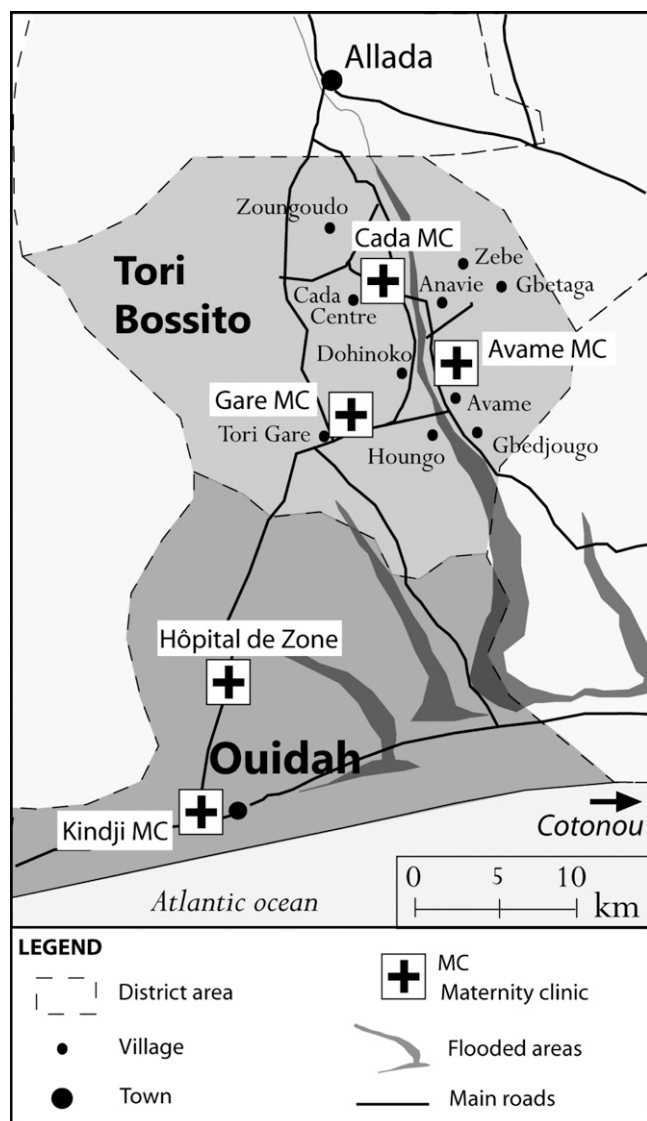 Allada
Zoungoudo
Cada MC
Tori
Bossito
Zebe
Anavie
Gbetaga
Cada
Centre
Dohinoko
Avame MC
Gare MC
Avame
Tori Gare
Houngo
Gbedjougo
Hôpital de Zone
Ouidah
Kindji MC
Cotonou
Atlantic ocean
0 5 10
km
LEGEND
District area
MC
Maternity clinic
Village
Flooded areas
Town
Main roads